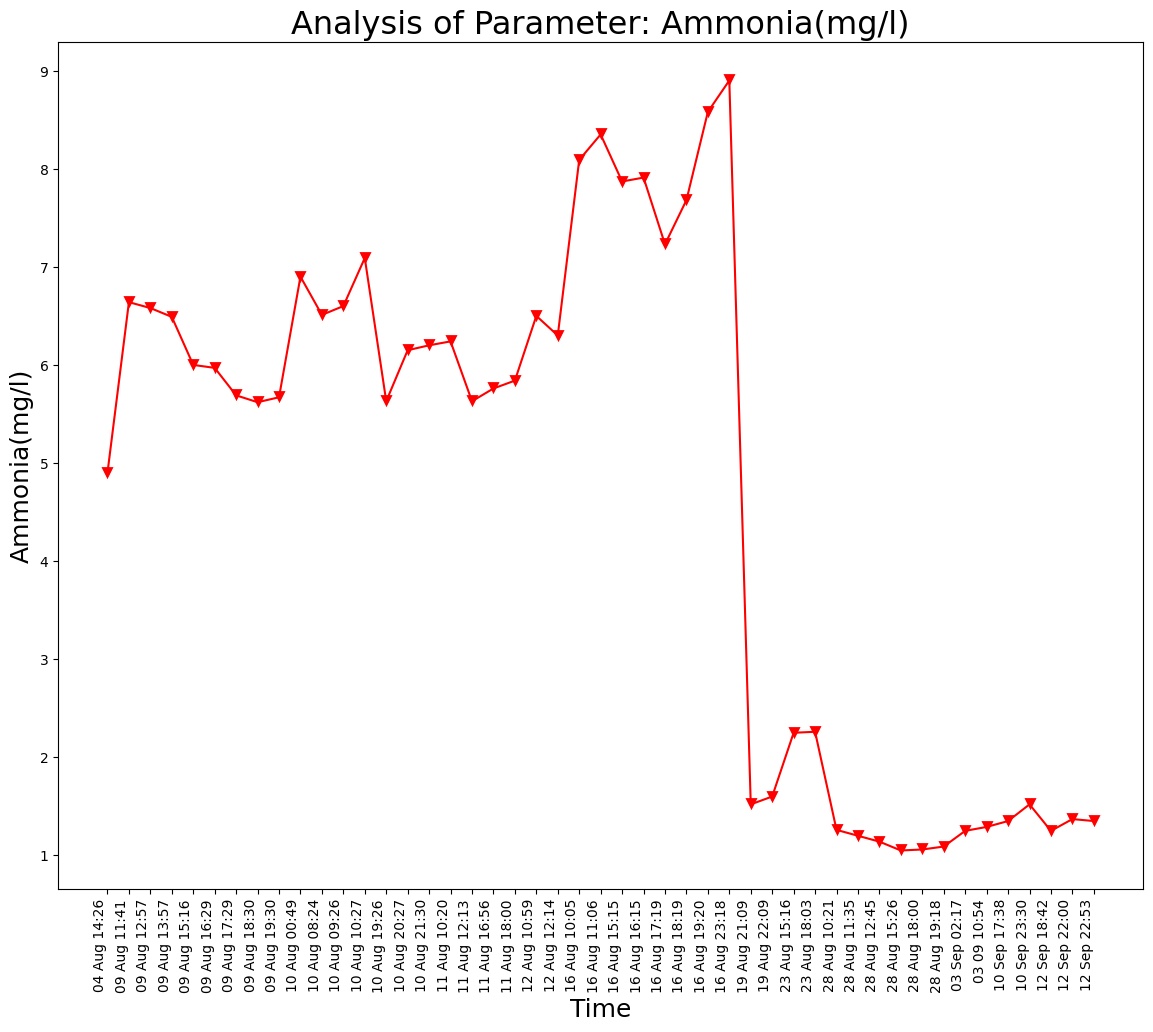 Analysis of Parameter: Ammonia(mg/l)
Ammonia(mg/l)
9
8
7
6
5
4
3
2
1
04 Aug 14:26
09 Aug 11:41
09 Aug 12:57
09 Aug 13:57
09 Aug 15:16
09 Aug 16:29
09 Aug 17:29
09 Aug 18:30
09 Aug 19:30
10 Aug 00:49
10 Aug 08:24
10 Aug 09:26
10 Aug 10:27
10 Aug 19:26
10 Aug 20:27
10 Aug 21:30
11 Aug 10:20
11 Aug 12:13
11 Aug 16:56
11 Aug 18:00
12 Aug 10:59
12 Aug 12:14
16 Aug 10:05
16 Aug 11:06
16 Aug 15:15
16 Aug 16:15
16 Aug 17:19
16 Aug 18:19
16 Aug 19:20
16 Aug 23:18
19 Aug 21:09
19 Aug 22:09
23 Aug 15:16
23 Aug 18:03
28 Aug 10:21
28 Aug 11:35
28 Aug 12:45
28 Aug 15:26
28 Aug 18:00
28 Aug 19:18
03 Sep 02:17
03 09 10:54
10 Sep 17:38
10 Sep 23:30
12 Sep 18:42
12 Sep 22:00
12 Sep 22:53
Time